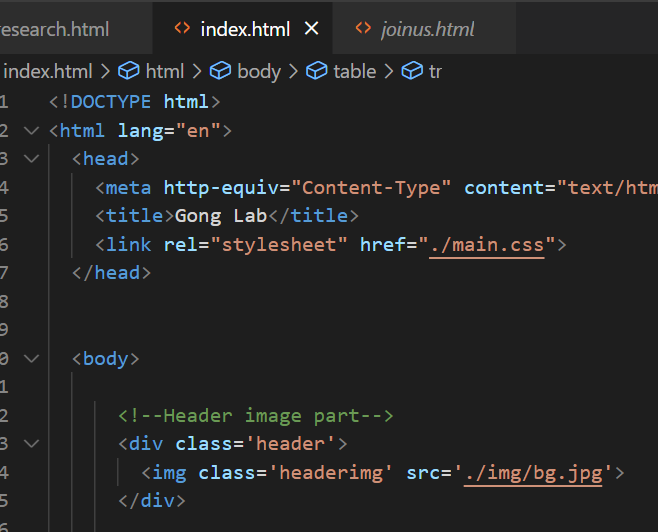 esearch.html index.html joinus.html
index.html > html > body > table > tr
1 <!DOCTYPE html>
2 <html lang="en">
3 <head>
4 <meta http-equiv="Content-Type" content="text/htm
5 <title>Gong Lab</title>
6 <link rel="stylesheet" href="./main.css">
7 </head>
8
9
0 <body>
1
2 <!--Header image part-->
3 <div class='header'>
4 <img class='headerimg' src='./img/bg.jpg'>
5 </div>
6